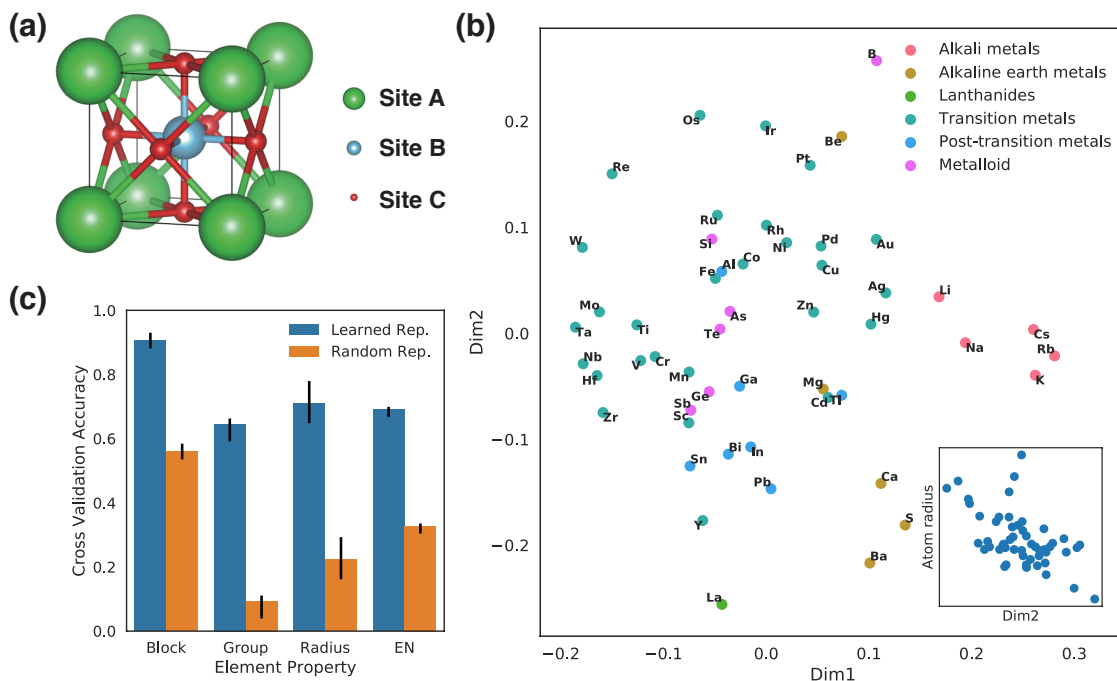 (a)
Site A
Site B
Site C
(b)
Alkali metals
Alkaline earth metals
Lanthanides
Transition metals
Post-transition metals
Metalloid
B
Os
Ir
Be
Pt
Re
Ru
Si
Rh
Ni
Pd
Au
W
Al
Co
Fe
Cu
Ag
Li
Mo
As
Zn
Hg
Ta
Ti
Te
Cs
Na
Rb
Nb
V
Cr
Hf
Mn
Ga
K
Mg
Ge
Cd
Tl
Sb
Zr
Sc
Sn
Bi
In
Pb
Ca
S
Y
Ba
La
0.2
0.1
0.0
−0.1
−0.2
Dim2
−0.2
−0.1
0.0
0.1
0.2
0.3
Dim1
Atom radius
Dim2
(c)
Learned Rep.
Random Rep.
1.0
0.8
0.6
0.4
0.2
0.0
Cross Validation Accuracy
Block
Group
Radius
EN
Element Property